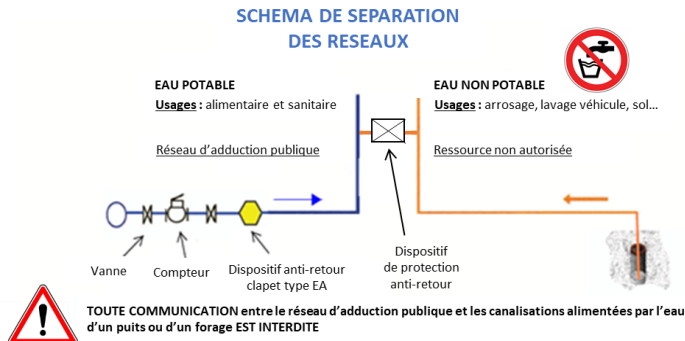 SCHEMA DE SEPARATION
DES RESEAUX
EAU POTABLE
Usages : alimentaire et sanitaire
Réseau d'adduction publique
EAU NON POTABLE
Usages : arrosage, lavage véhicule, sol...
Ressource non autorisée
Vanne
Compteur
Dispositif anti-retour
clapet type EA
Dispositif
de protection
anti-retour
TOUTE COMMUNICATION entre le réseau d'adduction publique et les canalisations alimentées par l'eau
d'un puits ou d'un forage EST INTERDITE